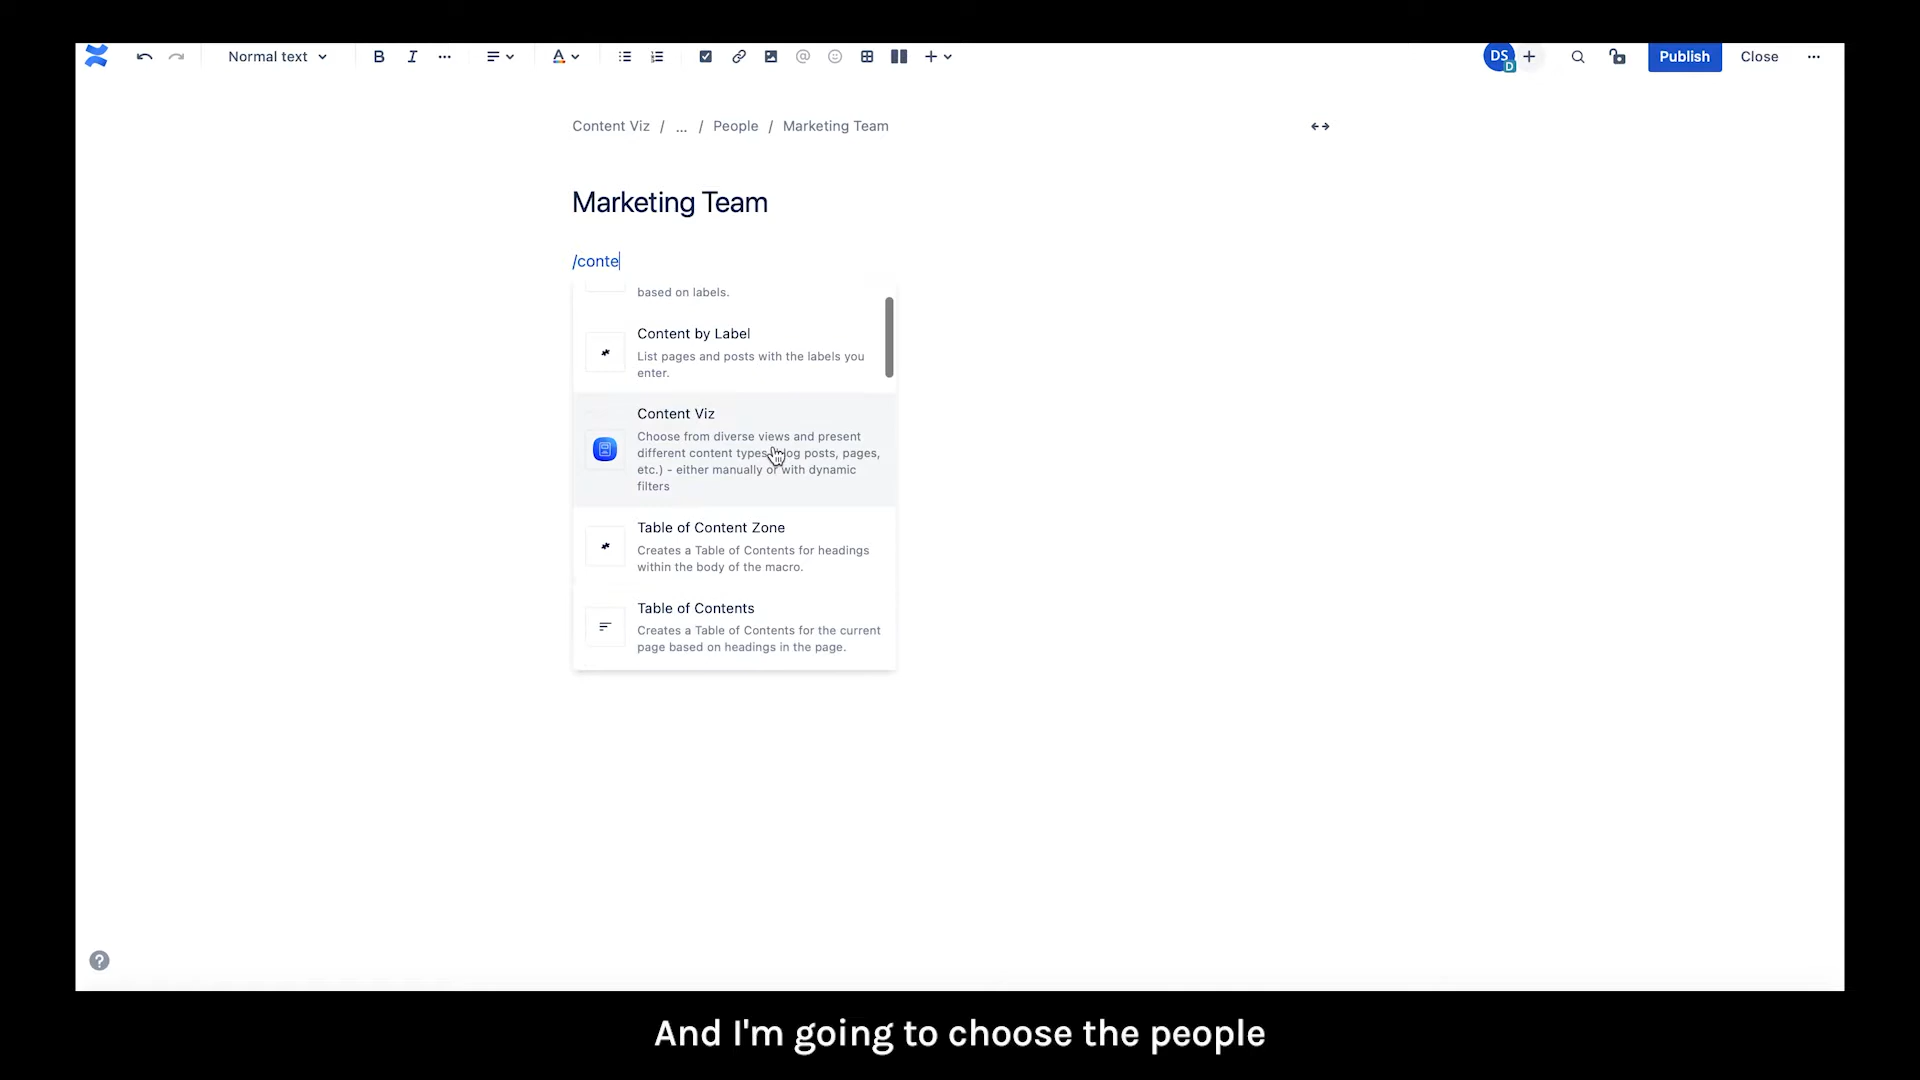 Normal text
B
I
A
DS
D
Publish
Close
Content Viz / ... / People / Marketing Team
Marketing Team
/conte
based on labels.
Content by Label
List pages and posts with the labels you
enter.
Content Viz
Choose from diverse views and present
different content types (blog posts, pages,
etc.) - either manually or with dynamic
filters
Table of Content Zone
Creates a Table of Contents for headings
within the body of the macro.
Table of Contents
Creates a Table of Contents for the current
page based on headings in the page.
?
And I'm going to choose the people